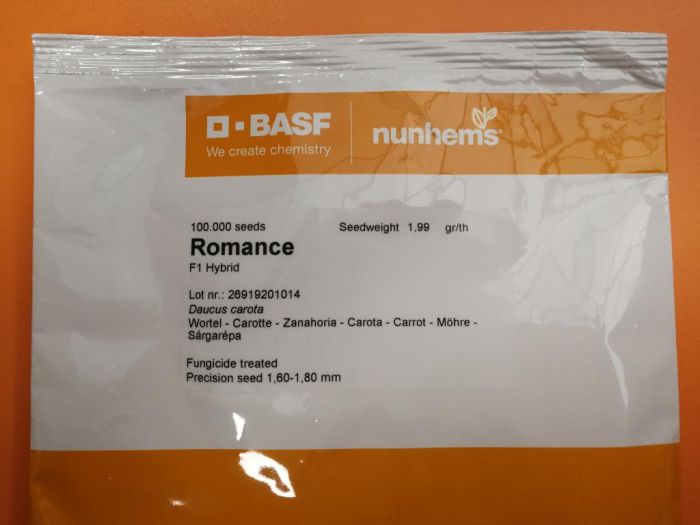 BASF
We create chemistry
nunhems®
100.000 seeds Seedweight 1,99 gr/th
Romance
F1 Hybrid
Lot nr.: 26919201014
Daucus carota
Wortel - Carotte - Zanahoria - Carota - Carrot - Möhre -
Sárgarépa
Fungicide treated
Precision seed 1,60-1,80 mm